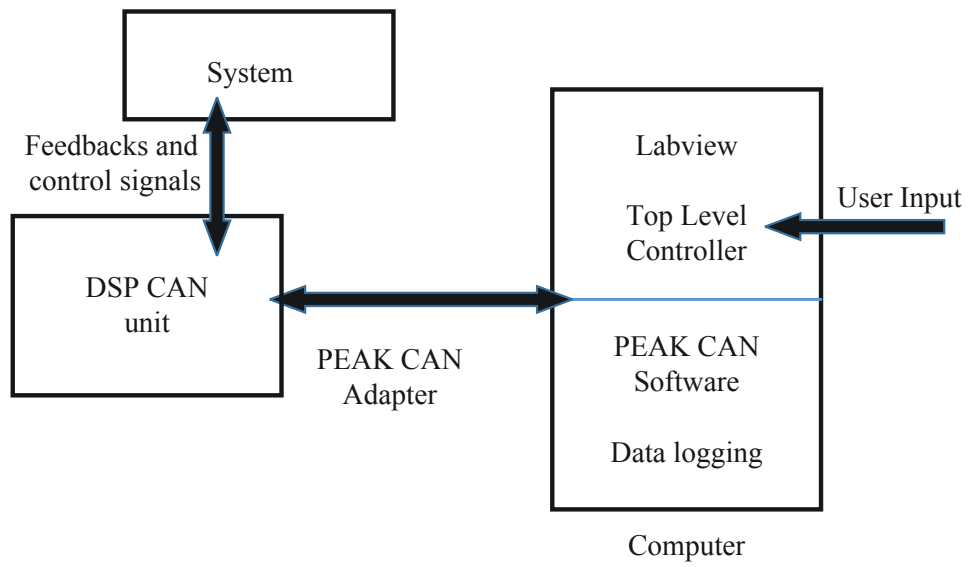 System
Feedbacks and
control signals
DSP CAN
unit
PEAK CAN
Adapter
Labview
Top Level
Controller
User Input
PEAK CAN
Software
Data logging
Computer